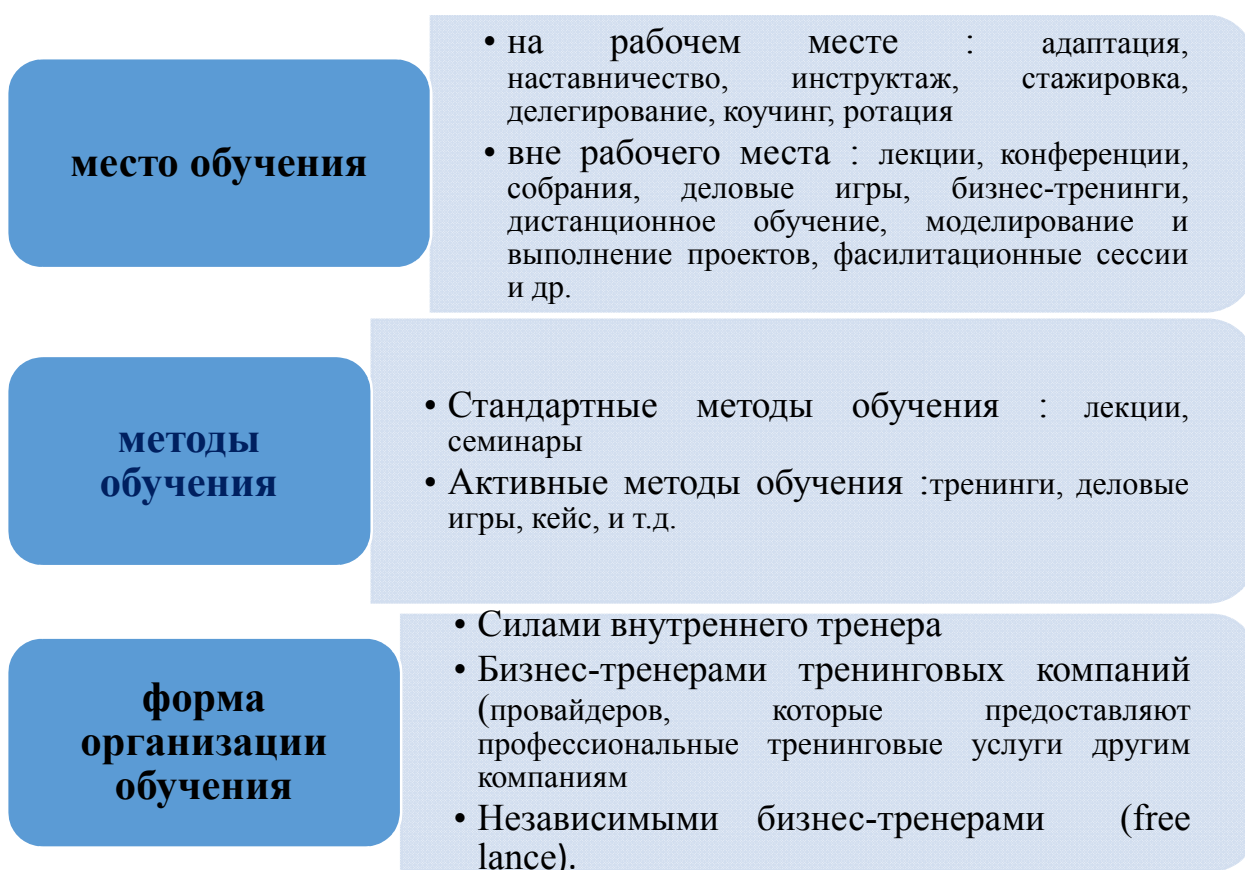 место обучения
• на рабочем месте : адаптация,
наставничество, инструктаж, стажировка,
делегирование, коучинг, ротация
• вне рабочего места : лекции, конференции,
собрания, деловые игры, бизнес-тренинги,
дистанционное обучение, моделирование и
выполнение проектов, фасилитационные сессии
и др.
методы
обучения
• Стандартные методы обучения : лекции,
семинары
• Активные методы обучения :тренинги, деловые
игры, кейс, и т.д.
форма
организации
обучения
• Силами внутреннего тренера
• Бизнес-тренерами тренинговых компаний
(провайдеров, которые предоставляют
профессиональные тренинговые услуги другим
компаниям
• Независимыми бизнес-тренерами (free
lance).